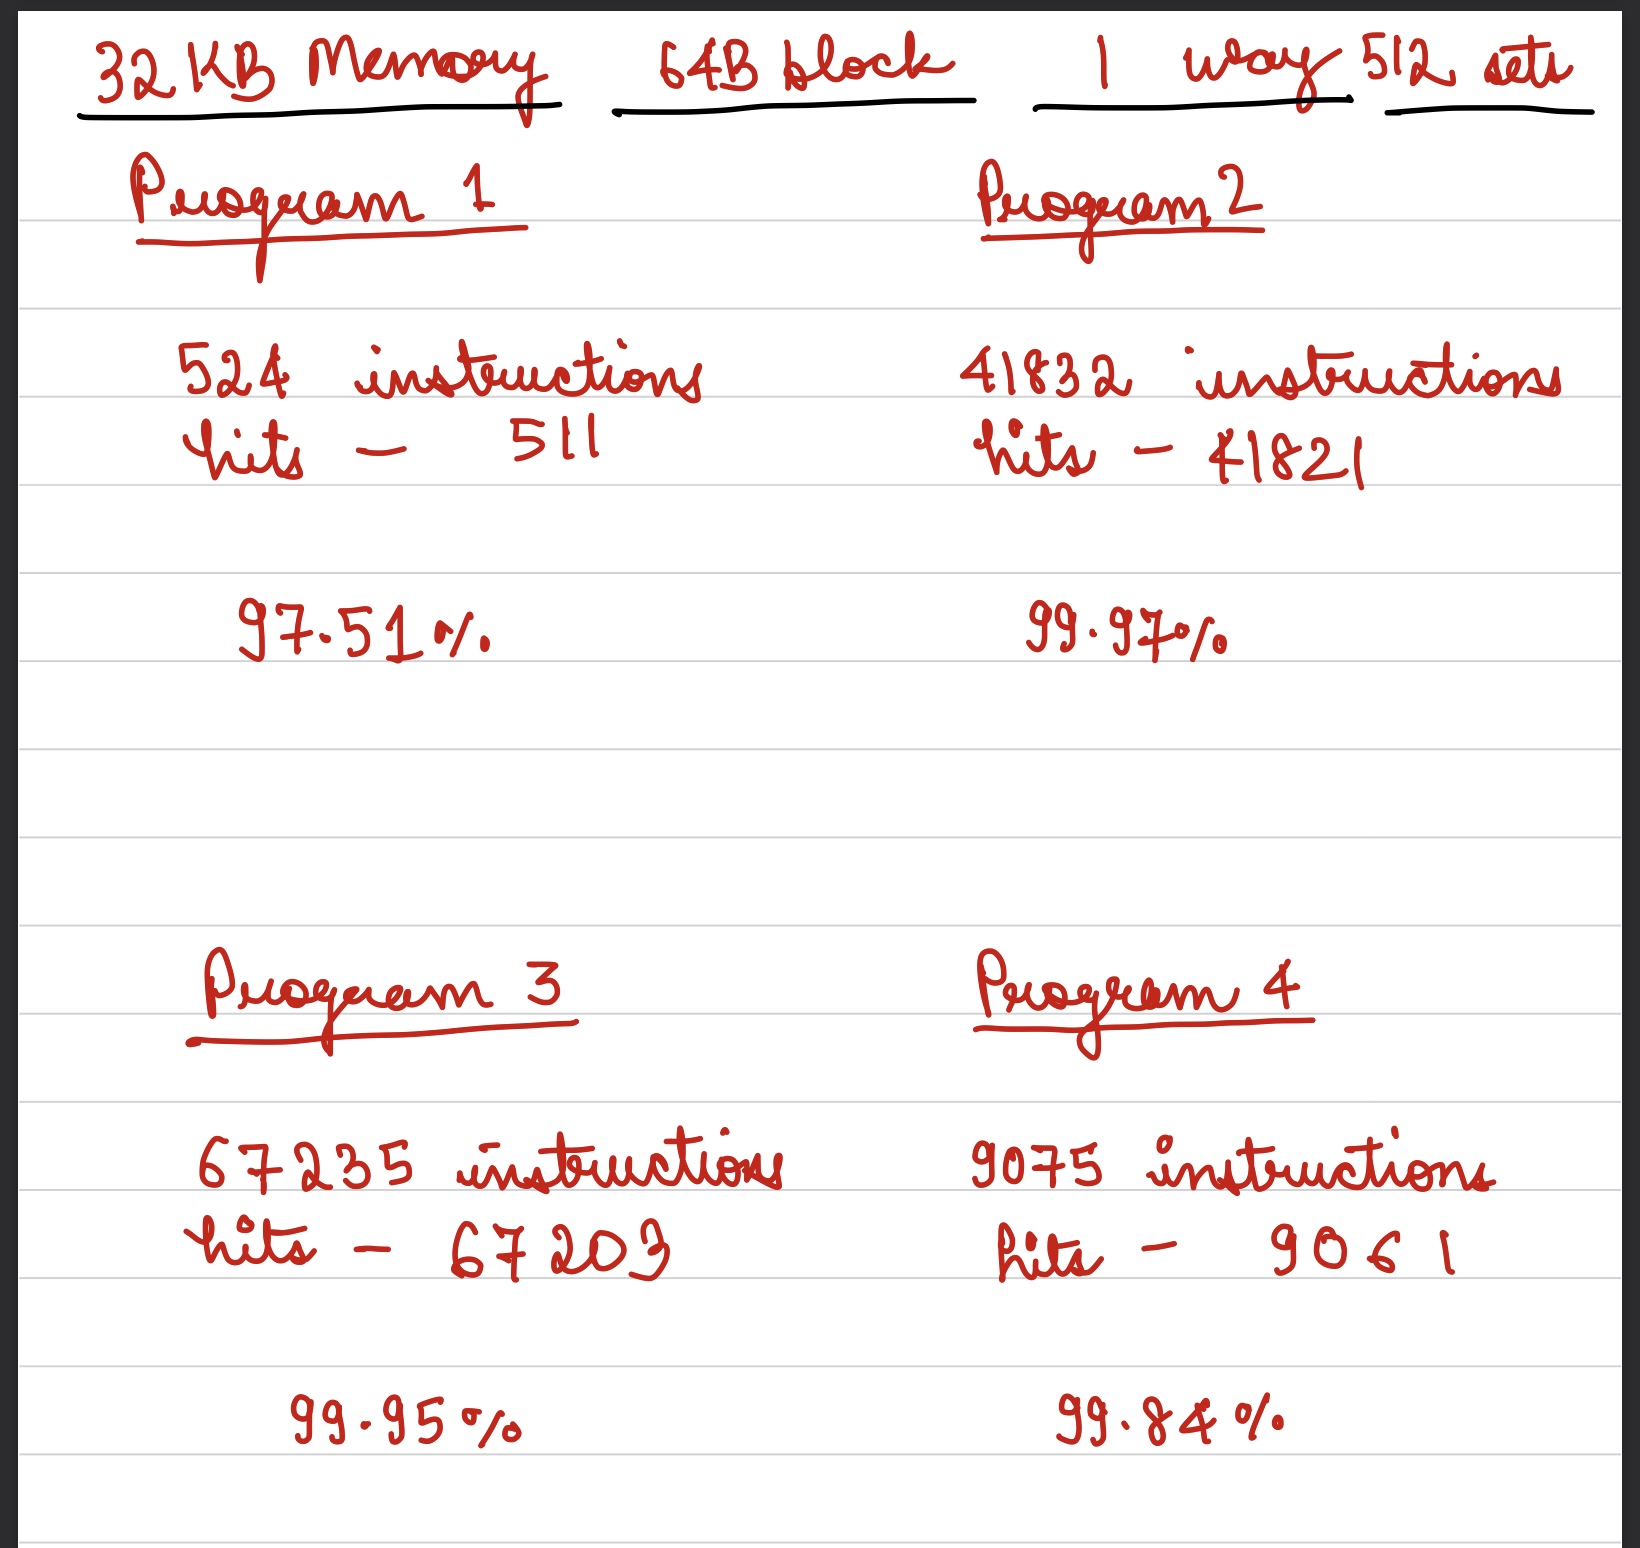 32 KB Memory 64B block 1 way 512 sets
Program 1
524 instructions
hits - 511
97.51%
Program 2
41832 instructions
hits - 41821
99.97%
Program 3
67235 instructions
hits - 67203
99.95%
Program 4
9075 instructions
hits - 9061
99.84%